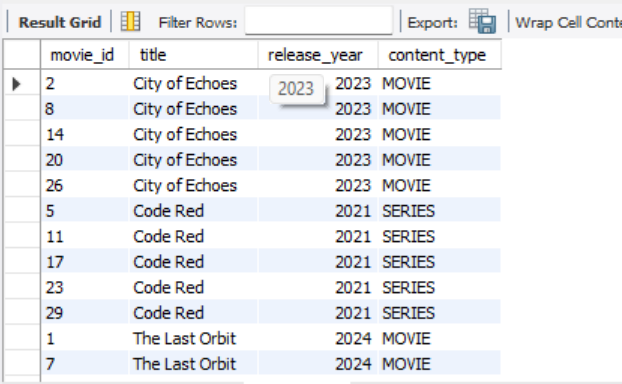 Result Grid Filter Rows: Export: Wrap Cell Conte
movie_id title release_year content_type
2 City of Echoes 2023 MOVIE
2023
8 City of Echoes 2023 MOVIE
14 City of Echoes 2023 MOVIE
20 City of Echoes 2023 MOVIE
26 City of Echoes 2023 MOVIE
5 Code Red 2021 SERIES
11 Code Red 2021 SERIES
17 Code Red 2021 SERIES
23 Code Red 2021 SERIES
29 Code Red 2021 SERIES
1 The Last Orbit 2024 MOVIE
7 The Last Orbit 2024 MOVIE